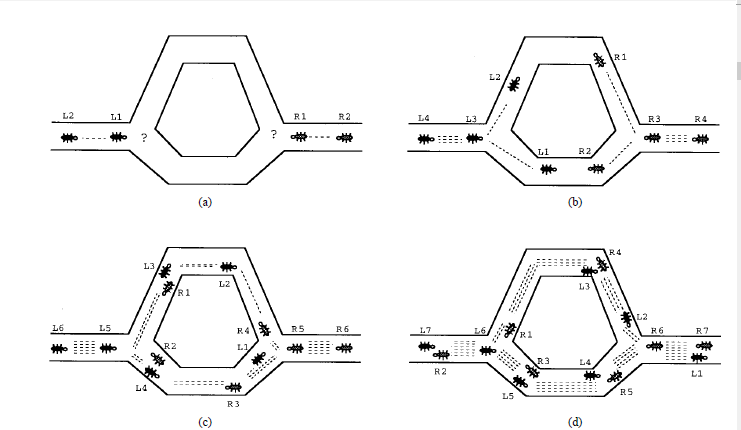 L2 L1 ? ? R1 R2
(a)
R1
L2
L4 L3 R3 R4
L1 R2
(b)
L3
R1 L2
L6 L5 R4 R5 R6
R2 L1
L4
R3
(c)
R4
L3
L2
L7 L6 R1 R6 R7
R2 R3 L4 L1
L5 R5
(d)